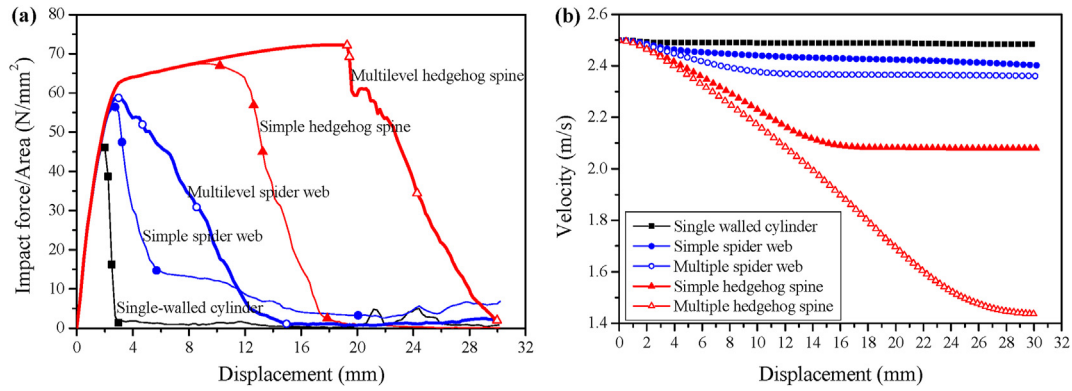 (a)
80
70
60
50
40
30
20
10
0
Impact force/Area (N/mm²)
Multilevel hedgehog spine
Simple hedgehog spine
Multilevel spider web
Simple spider web
Single-walled cylinder
0 4 8 12 16 20 24 28 32
Displacement (mm)
(b)
2.6
2.4
2.2
2.0
1.8
1.6
1.4
Velocity (m/s)
Single walled cylinder
Simple spider web
Multiple spider web
Simple hedgehog spine
Multiple hedgehog spine
0 2 4 6 8 10 12 14 16 18 20 22 24 26 28 30 32
Displacement (mm)